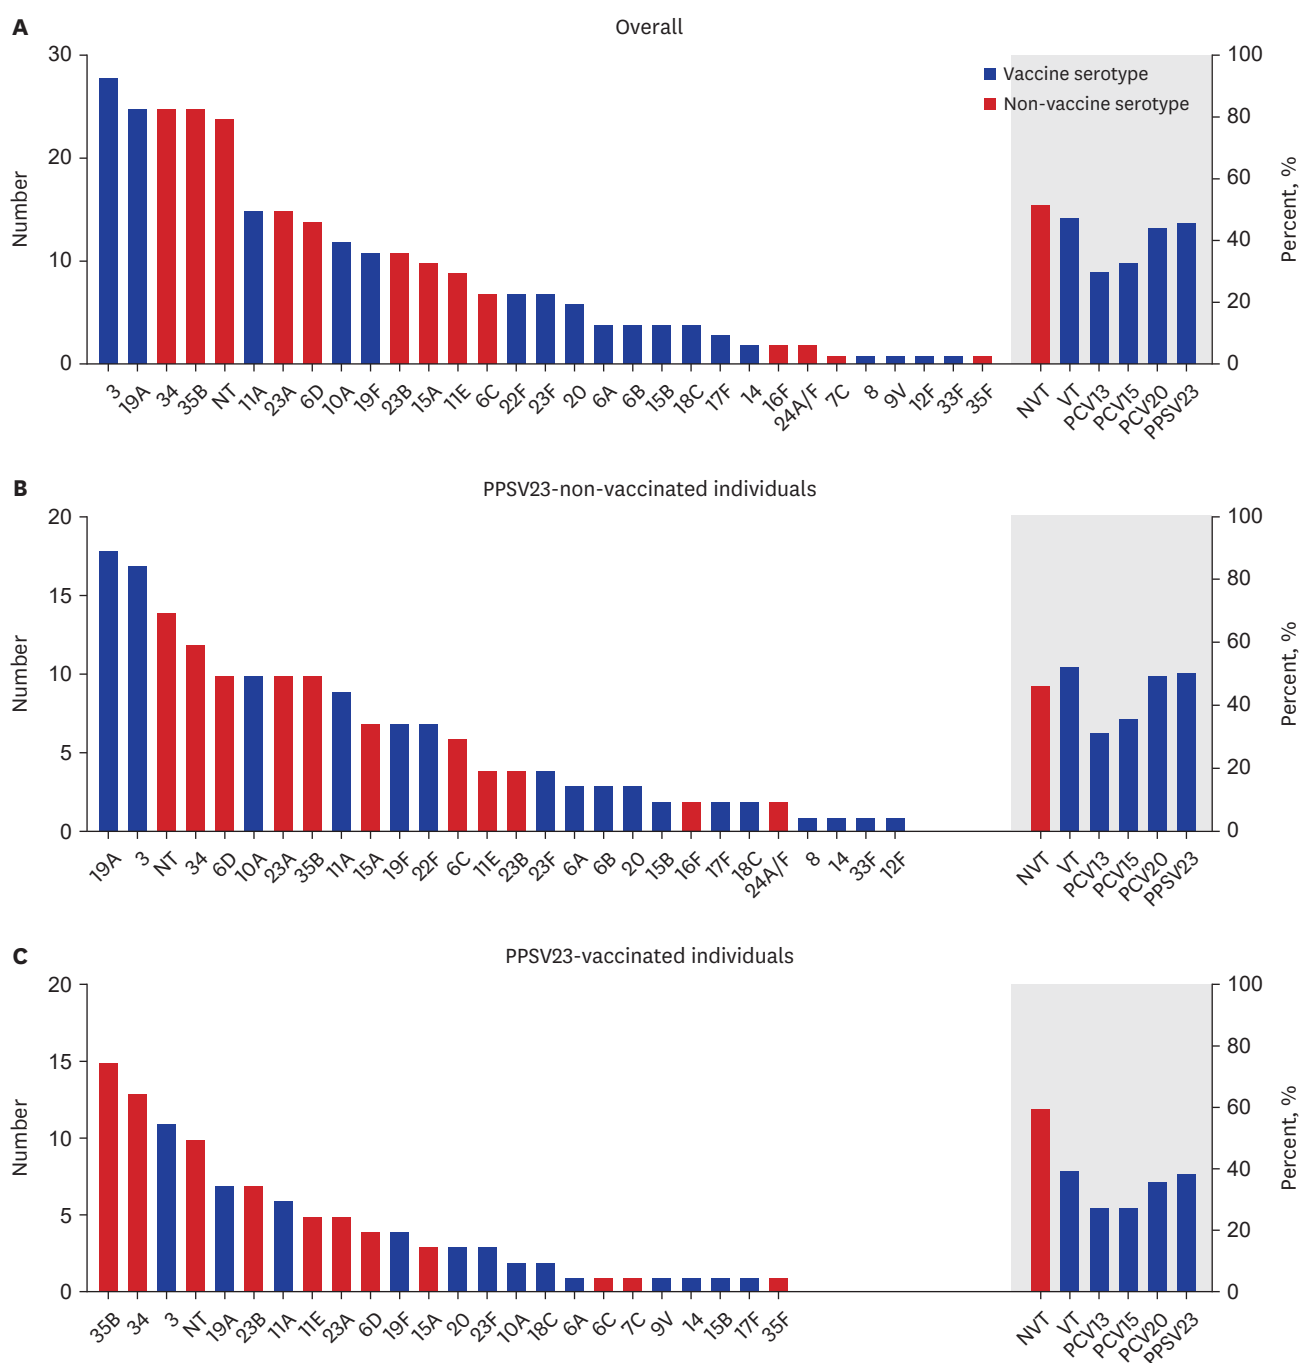 A
Overall
30
20
10
0
Number
100
80
60
40
20
0
Percent, %
Vaccine serotype
Non-vaccine serotype
3 19A 34 35B NT 11A 23A 6D 10A 19F 23B 15A 11E 6C 22F 23F 20 6A 6B 15B 18C 17F 14 16F 24A/F 7C 8 9V 12F 33F 35F NVT VT PCV13 PCV15 PCV20 PPSV23
B
PPSV23-non-vaccinated individuals
20
15
10
5
0
Number
100
80
60
40
20
0
Percent, %
19A 3 NT 34 6D 10A 23A 35B 11A 15A 19F 22F 6C 11E 23B 23F 6A 6B 20 15B 16F 17F 18C 24A/F 8 14 33F 12F NVT VT PCV13 PCV15 PCV20 PPSV23
C
PPSV23-vaccinated individuals
20
15
10
5
0
Number
100
80
60
40
20
0
Percent, %
35B 34 3 NT 19A 23B 11A 11E 23A 6D 19F 15A 20 23F 10A 18C 6A 6C 7C 9V 14 15B 17F 35F NVT VT PCV13 PCV15 PCV20 PPSV23